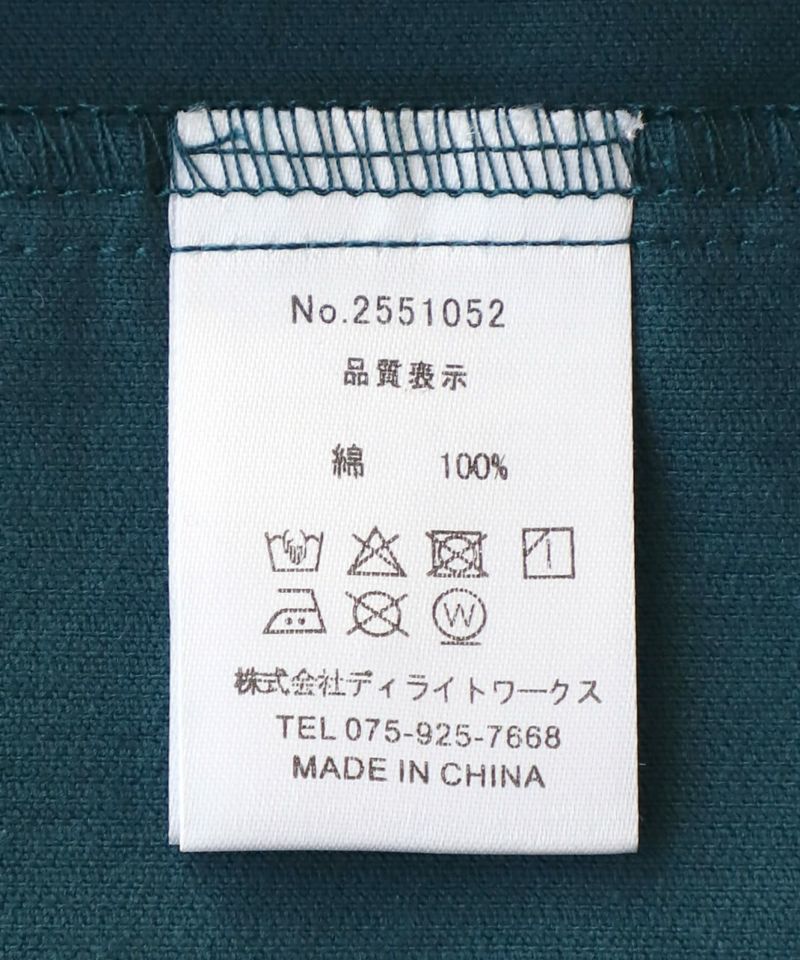 No.2551052
品質表示
綿 100%
W
株式会社ディライトワークス
TEL 075-925-7668
MADE IN CHINA